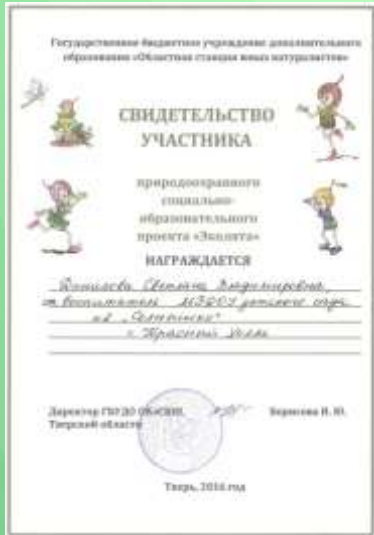 Государственное бюджетное учреждение дополнительного
образования «Областная станция юных натуралистов»
СВИДЕТЕЛЬСТВО
УЧАСТНИКА
природоохранного
социально-
образовательного
проекта «Эколята»
НАГРАЖДАЕТСЯ
Светлана Владимировна,
воспитатель МБДОУ детского сада
г. Красный Холм
Директор ГБУ ДО Борисова Н. Ю.
Тверской области
Тверь, 2016 год